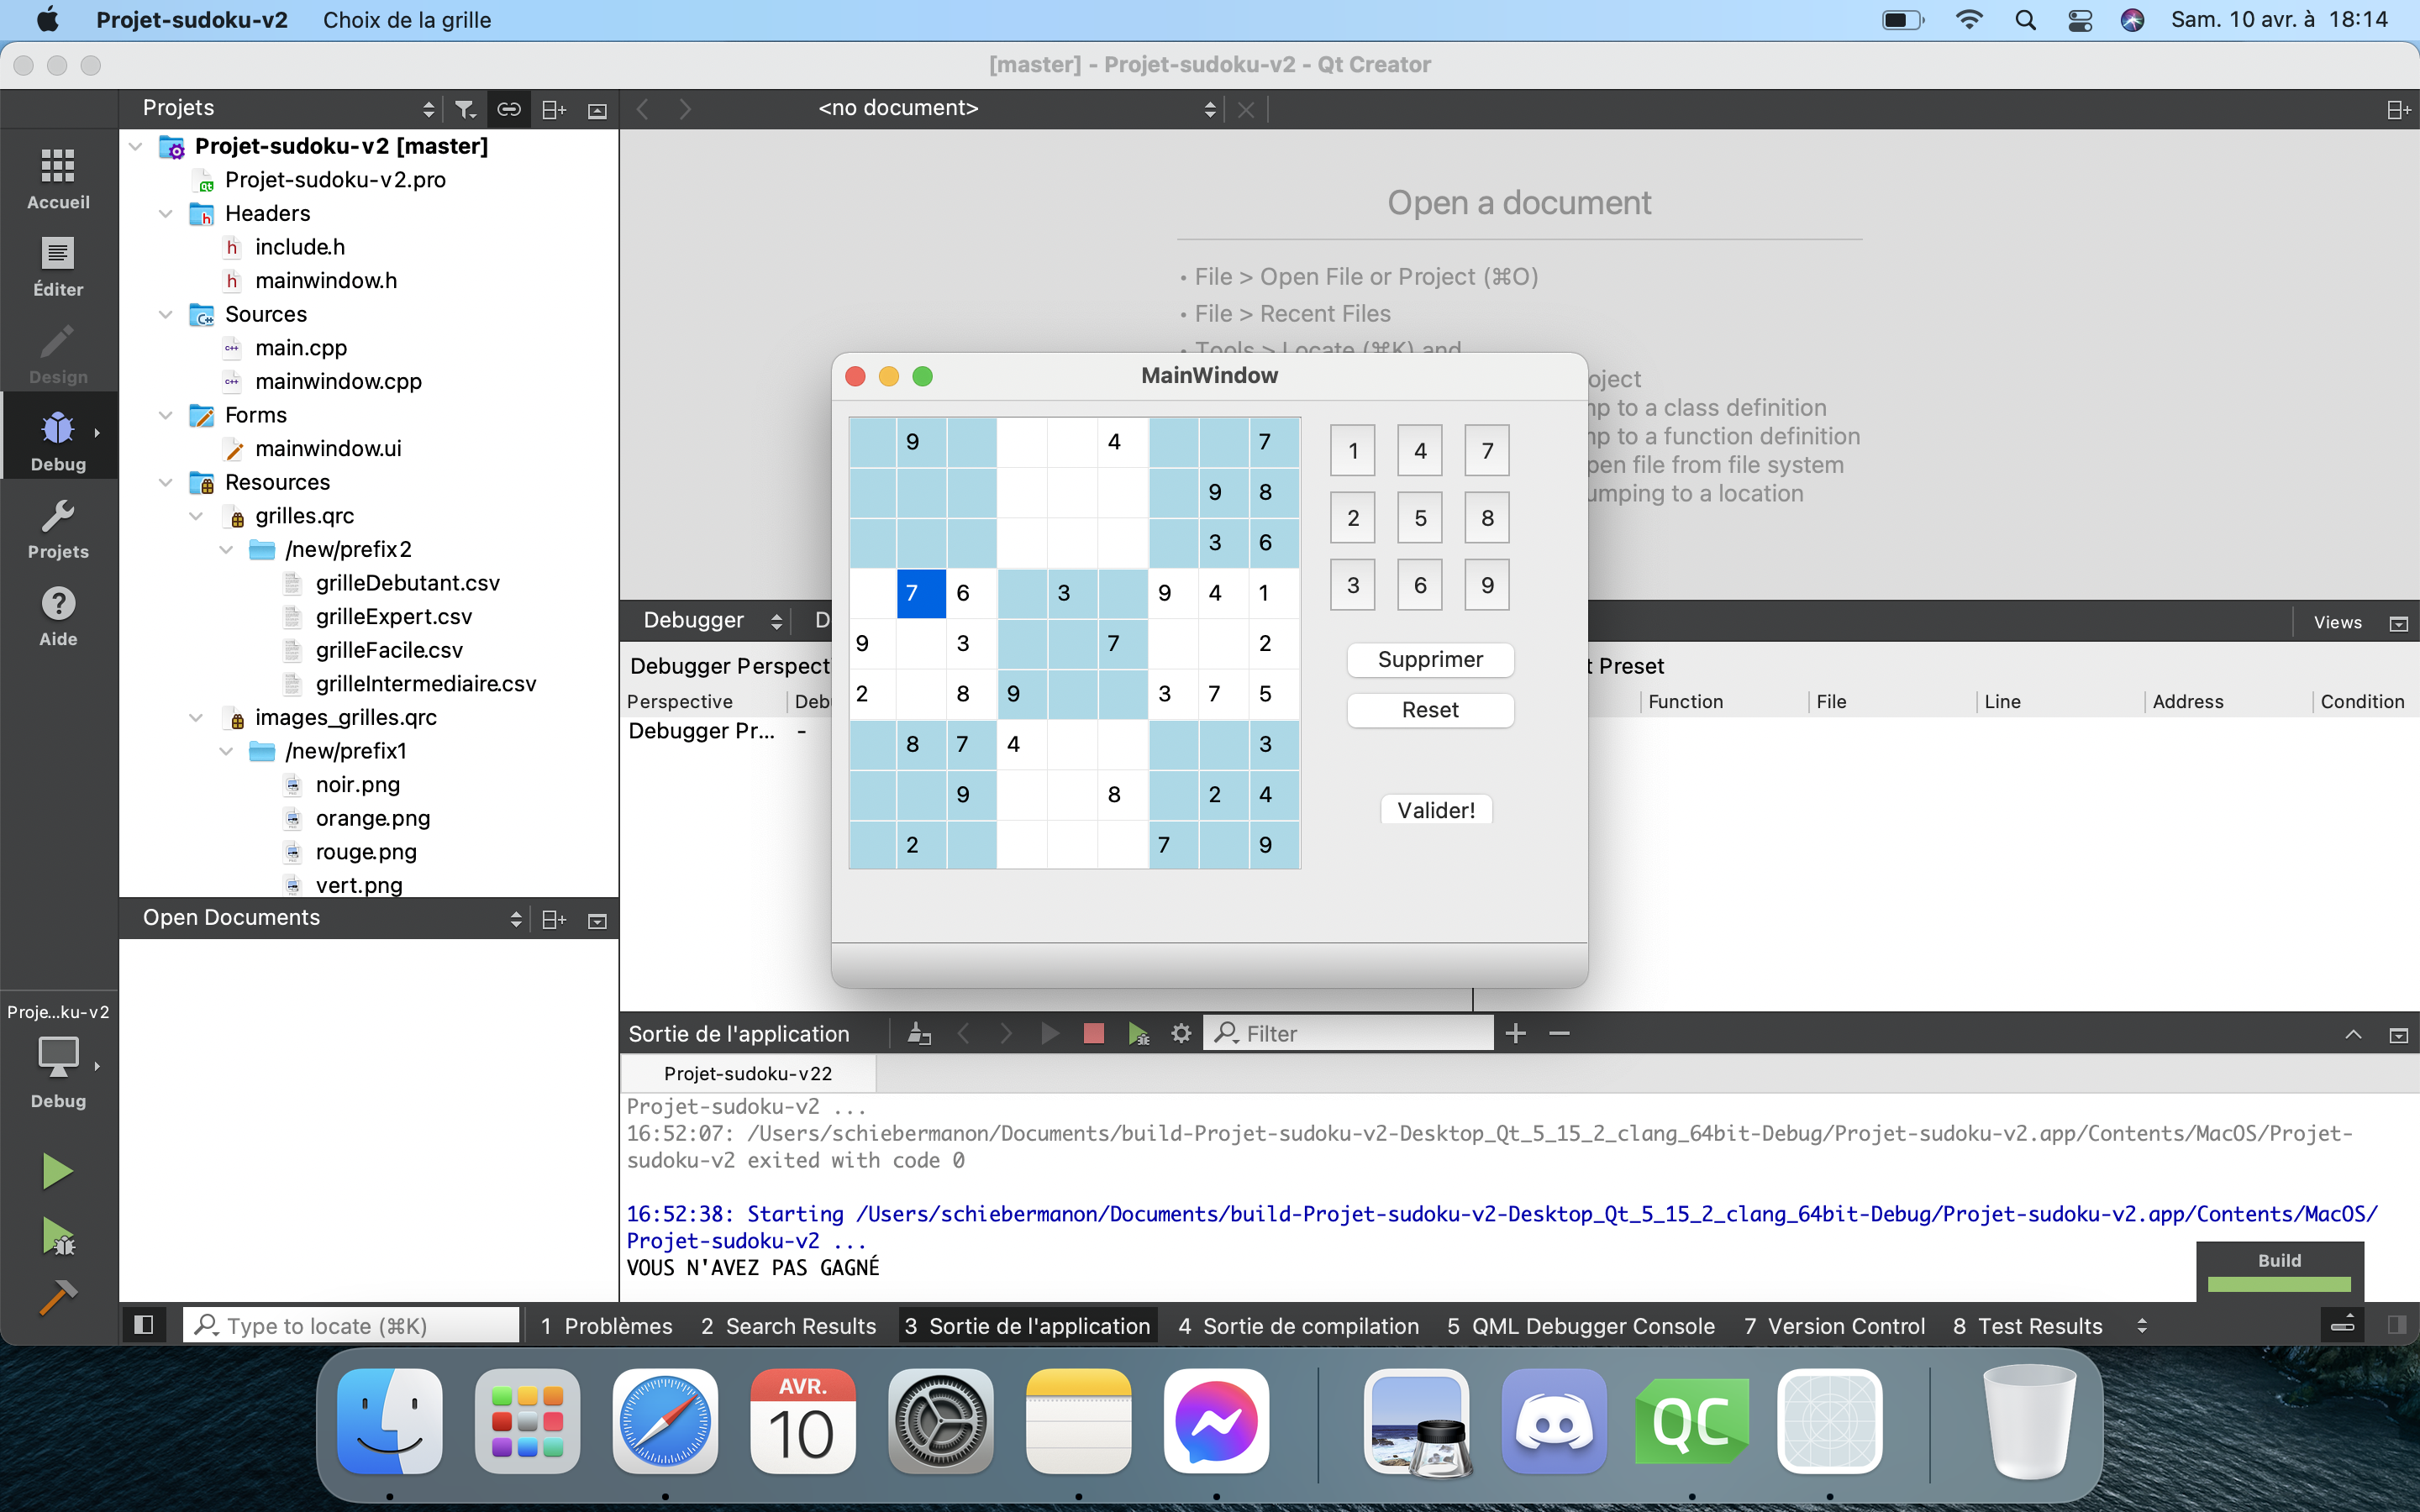 Projet-sudoku-v2 Choix de la grille Sam. 10 avr. à 18:14
[master] - Projet-sudoku-v2 - Qt Creator
Projets <no document>
Accueil
Éditer
Design
Debug
Projets
Aide
Proje...ku-v2
Debug
Projet-sudoku-v2 [master]
Projet-sudoku-v2.pro
Headers
include.h
mainwindow.h
Sources
main.cpp
mainwindow.cpp
Forms
mainwindow.ui
Resources
grilles.qrc
/new/prefix2
grilleDebutant.csv
grilleExpert.csv
grilleFacile.csv
grilleIntermediaire.csv
images_grilles.qrc
/new/prefix1
noir.png
orange.png
rouge.png
vert.png
Open Documents
Open a document
• File > Open File or Project (⌘O)
• File > Recent Files
• Tools > Locate (⌘K) and
oject
np to a class definition
np to a function definition
pen file from file system
umping to a location
MainWindow
9 4 7
9 8
3 6
7 6 3 9 4 1
9 3 7 2
2 8 9 3 7 5
8 7 4 3
9 8 2 4
2 7 9
1 4 7
2 5 8
3 6 9
Supprimer
Reset
Valider!
Debugger D Views
Debugger Perspect t Preset
Perspective Deb Function File Line Address Condition
Debugger Pr... -
Sortie de l'application Filter
Projet-sudoku-v22
Projet-sudoku-v2 ...
16:52:07: /Users/schiebermanon/Documents/build-Projet-sudoku-v2-Desktop_Qt_5_15_2_clang_64bit-Debug/Projet-sudoku-v2.app/Contents/MacOS/Projet-
sudoku-v2 exited with code 0
16:52:38: Starting /Users/schiebermanon/Documents/build-Projet-sudoku-v2-Desktop_Qt_5_15_2_clang_64bit-Debug/Projet-sudoku-v2.app/Contents/MacOS/
Projet-sudoku-v2 ...
VOUS N'AVEZ PAS GAGNÉ
Build
Type to locate (⌘K) 1 Problèmes 2 Search Results 3 Sortie de l'application 4 Sortie de compilation 5 QML Debugger Console 7 Version Control 8 Test Results
AVR.
10
QC